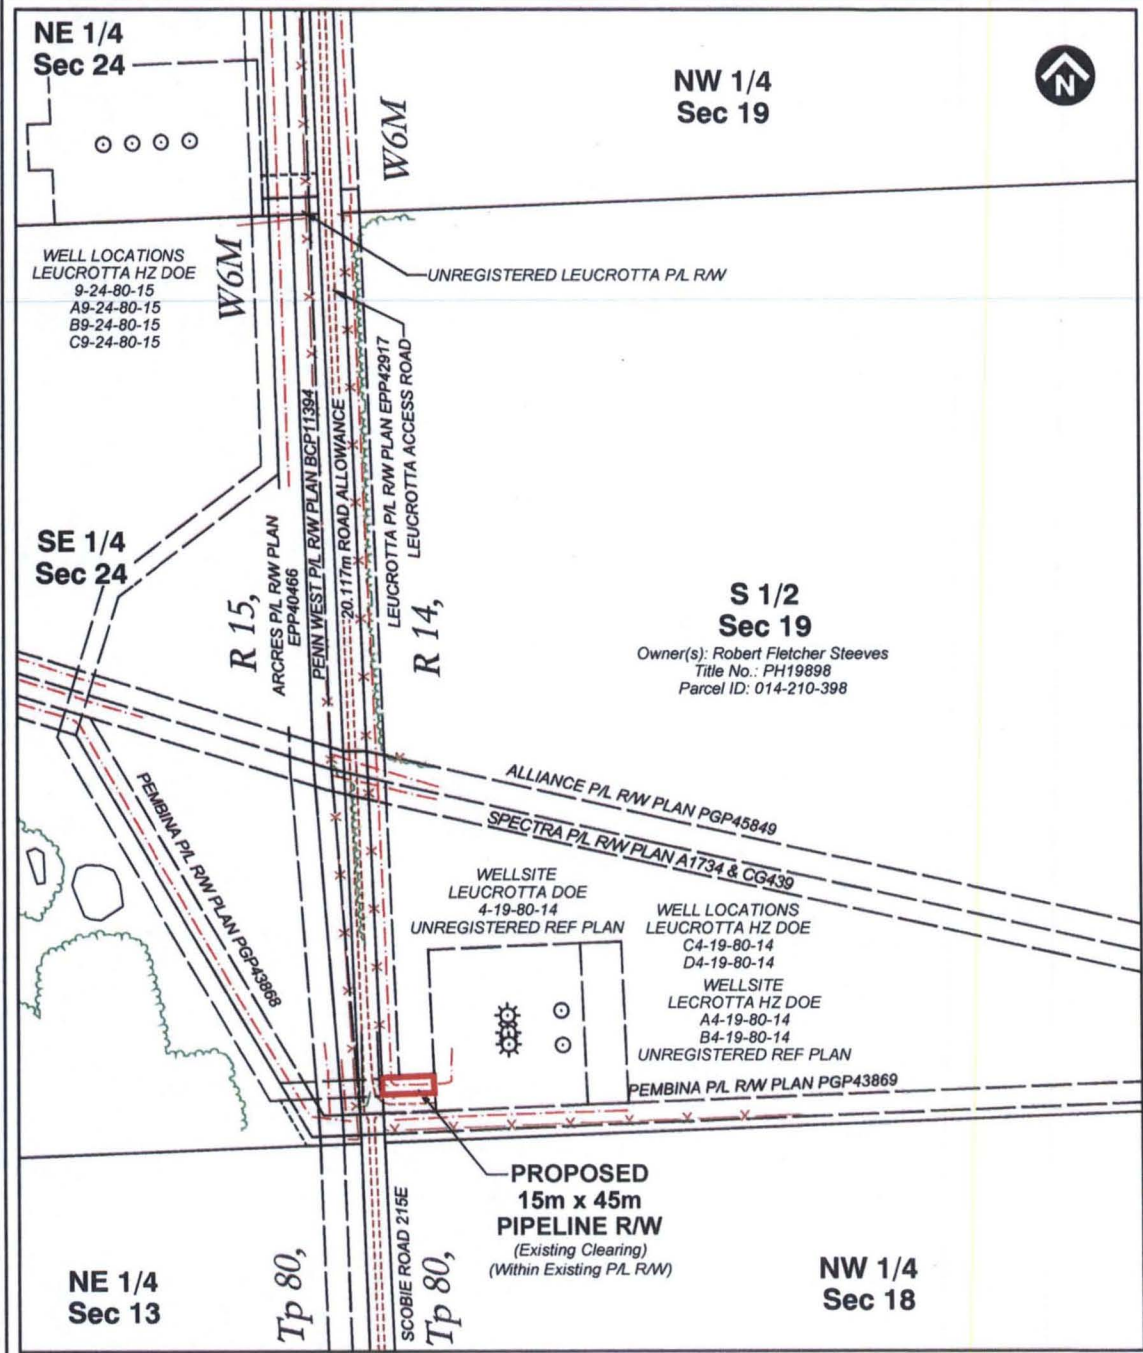 NE 1/4
Sec 24
NW 1/4
Sec 19
N
W6M
W6M
WELL LOCATIONS
LEUCROTTA HZ DOE
9-24-80-15
A9-24-80-15
B9-24-80-15
C9-24-80-15
UNREGISTERED LEUCROTTA P/L R/W
SE 1/4
Sec 24
R 15,
ARCRES P/L R/W PLAN
EPP40466
PENN WEST P/L R/W PLAN BCP11394
20.117m ROAD ALLOWANCE
LEUCROTTA P/L R/W PLAN EPP42917
LEUCROTTA ACCESS ROAD
R 14,
S 1/2
Sec 19
Owner(s): Robert Fletcher Steeves
Title No.: PH19898
Parcel ID: 014-210-398
ALLIANCE P/L R/W PLAN PGP45849
SPECTRA P/L R/W PLAN A1734 & CG439
PEMBINA P/L R/W PLAN PGP43868
WELLSITE
LEUCROTTA DOE
4-19-80-14
UNREGISTERED REF PLAN
WELL LOCATIONS
LEUCROTTA HZ DOE
C4-19-80-14
D4-19-80-14
WELLSITE
LECROTTA HZ DOE
A4-19-80-14
B4-19-80-14
UNREGISTERED REF PLAN
PEMBINA P/L R/W PLAN PGP43869
PROPOSED
15m x 45m
PIPELINE R/W
(Existing Clearing)
(Within Existing P/L R/W)
NE 1/4
Sec 13
Tp 80,
SCOBIE ROAD 215E
Tp 80,
NW 1/4
Sec 18